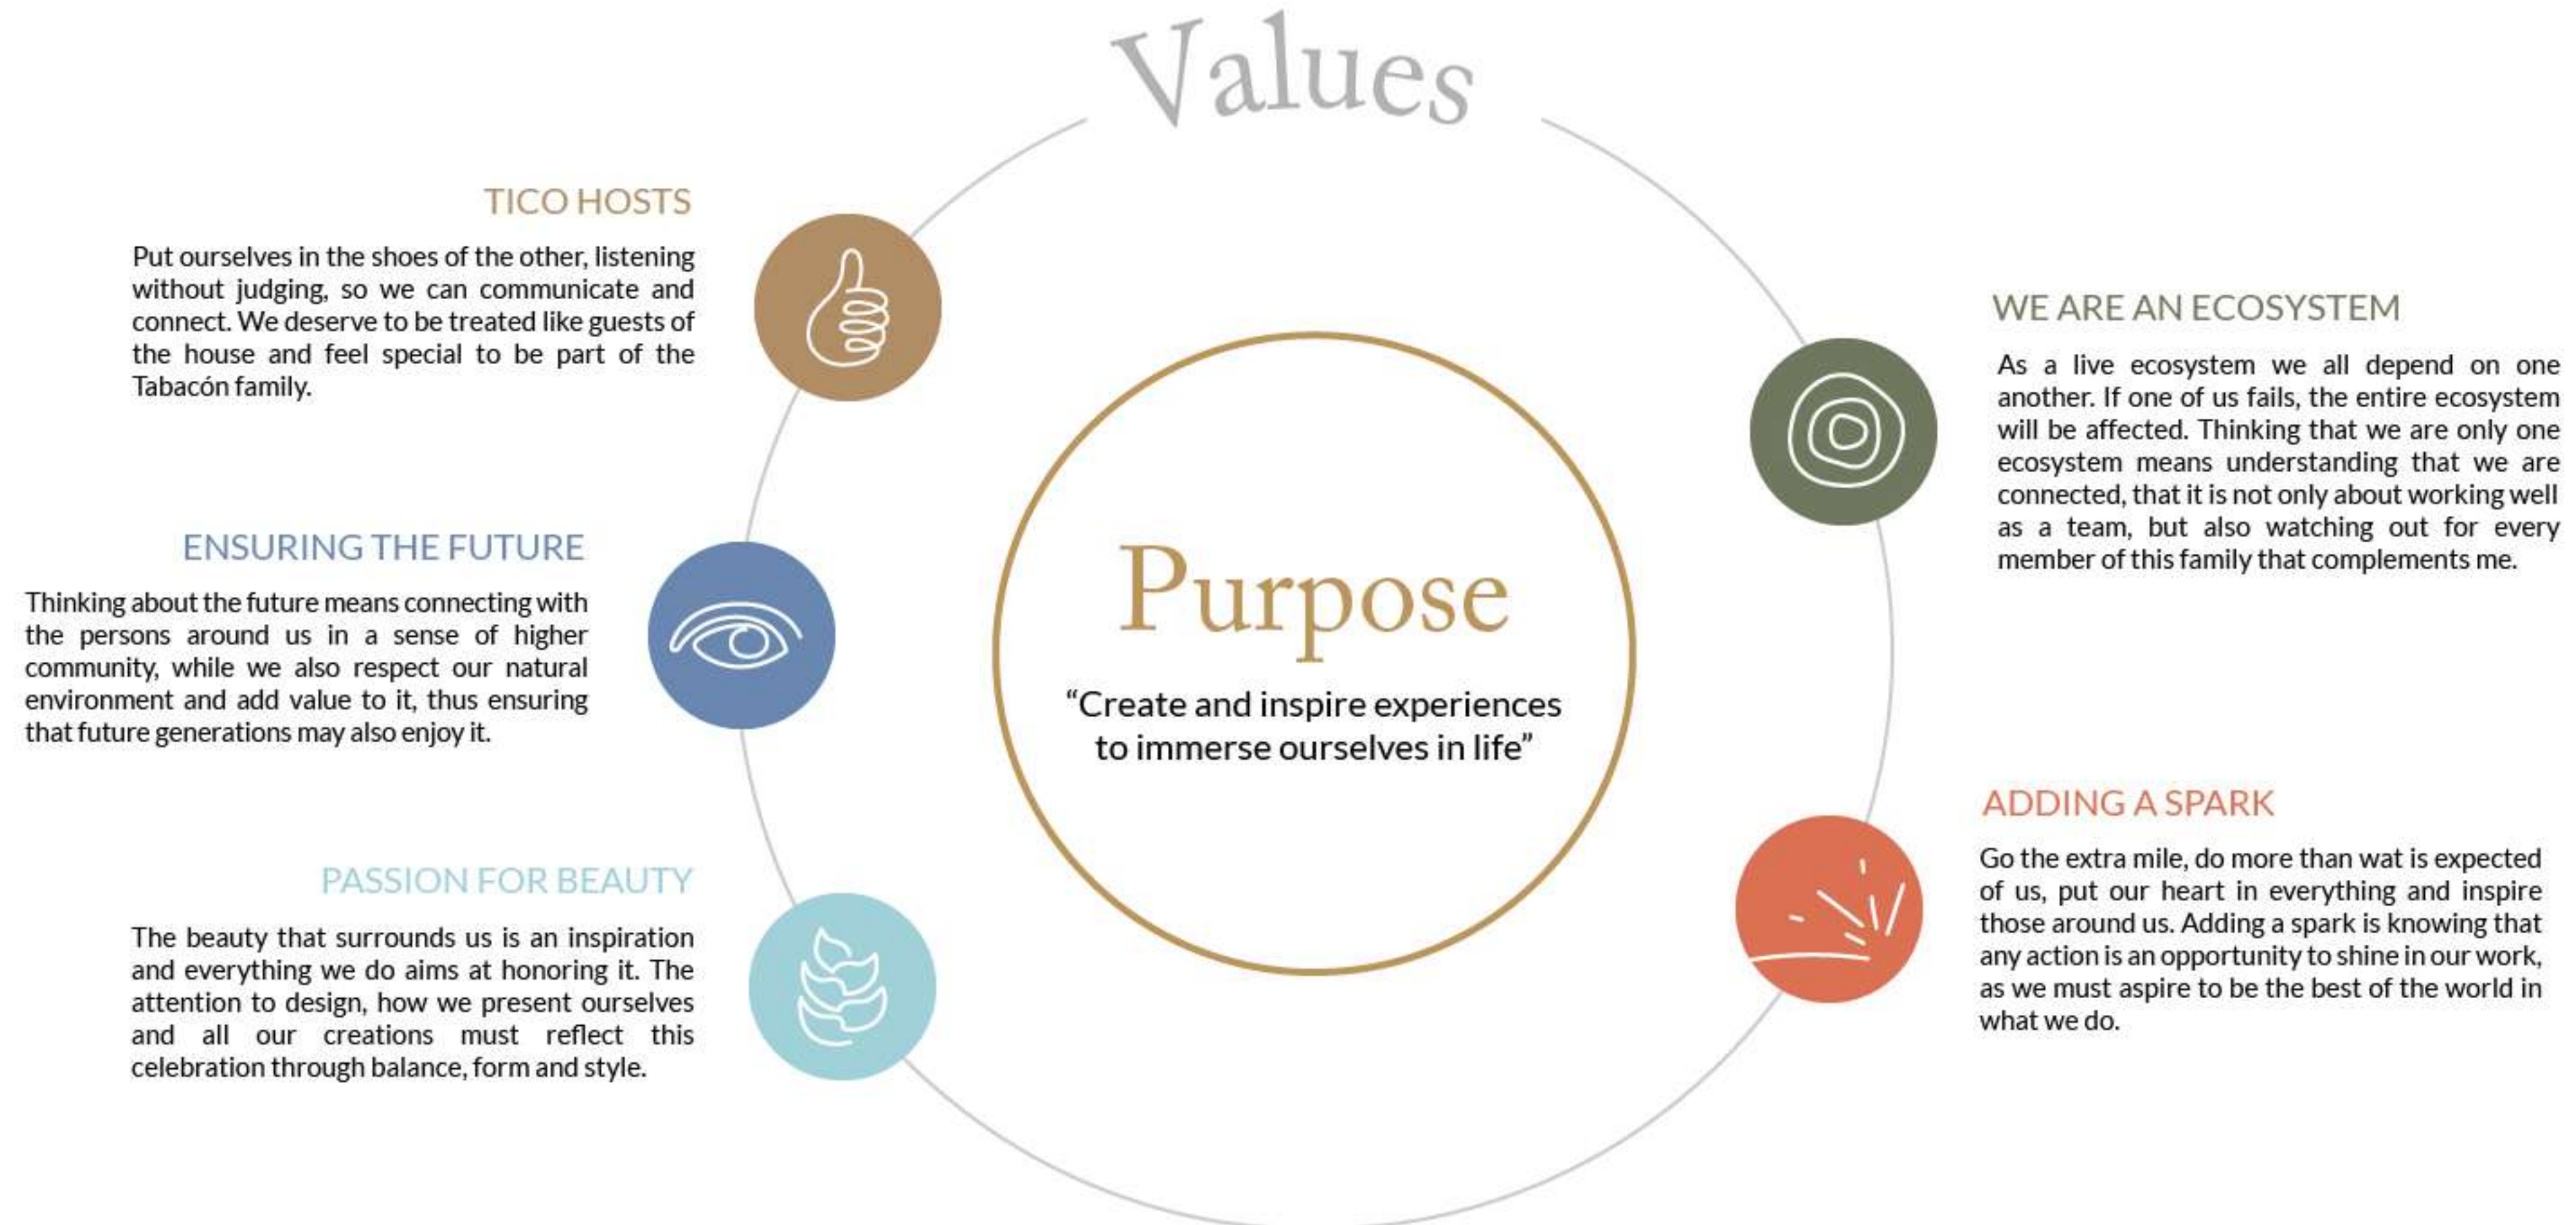 Values
TICO HOSTS
Put ourselves in the shoes of the other, listening
without judging, so we can communicate and
connect. We deserve to be treated like guests of
the house and feel special to be part of the
Tabacón family.
ENSURING THE FUTURE
Thinking about the future means connecting with
the persons around us in a sense of higher
community, while we also respect our natural
environment and add value to it, thus ensuring
that future generations may also enjoy it.
PASSION FOR BEAUTY
The beauty that surrounds us is an inspiration
and everything we do aims at honoring it. The
attention to design, how we present ourselves
and all our creations must reflect this
celebration through balance, form and style.
Purpose
“Create and inspire experiences
to immerse ourselves in life”
WE ARE AN ECOSYSTEM
As a live ecosystem we all depend on one
another. If one of us fails, the entire ecosystem
will be affected. Thinking that we are only one
ecosystem means understanding that we are
connected, that it is not only about working well
as a team, but also watching out for every
member of this family that complements me.
ADDING A SPARK
Go the extra mile, do more than wat is expected
of us, put our heart in everything and inspire
those around us. Adding a spark is knowing that
any action is an opportunity to shine in our work,
as we must aspire to be the best of the world in
what we do.